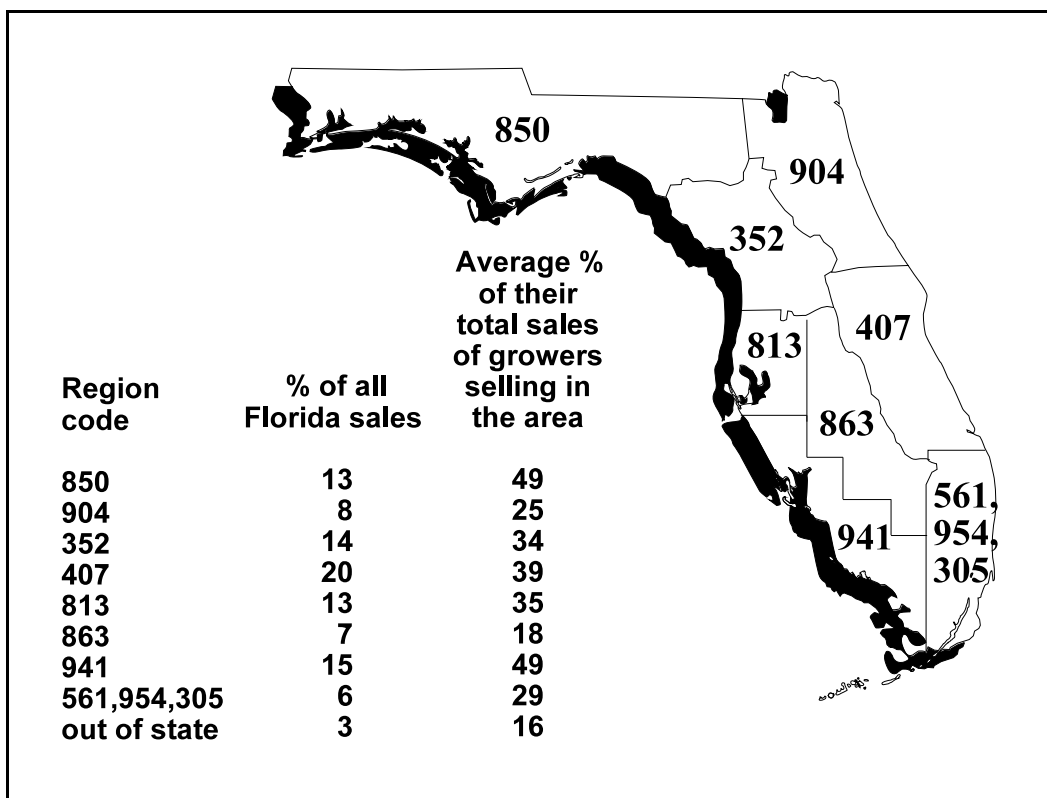 850
904
352
407
813
863
941
561,
954,
305
Average %
of their
total sales
of growers
selling in
the area
% of all
Florida sales
Region
code
850 13 49
904 8 25
352 14 34
407 20 39
813 13 35
863 7 18
941 15 49
561,954,305 6 29
out of state 3 16